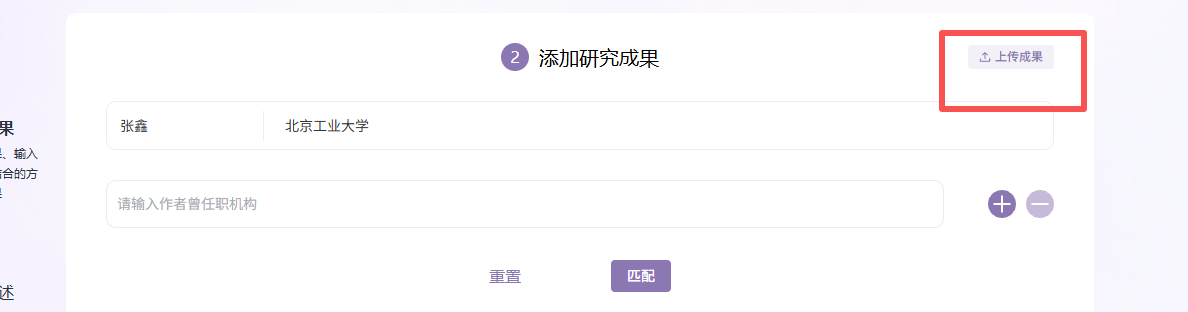 2 添加研究成果
上传成果
张鑫 北京工业大学
果
、输入
合的方
请输入作者曾任职机构
述
重置 匹配